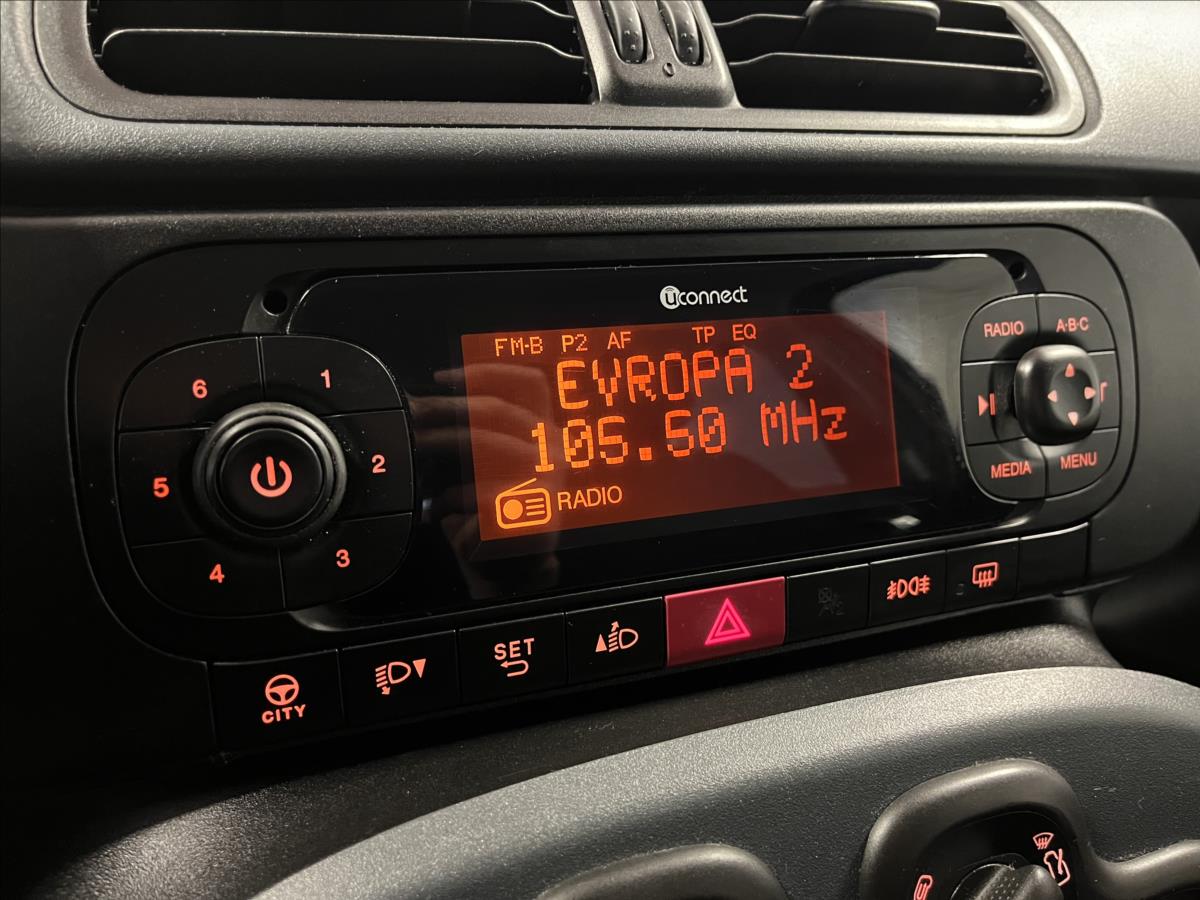 uconnect
FM-B P2 AF TP EQ
EVROPA 2
105.50 MHz
RADIO
6 1
5 2
4 3
RADIO A·B·C
MEDIA MENU
CITY
SET